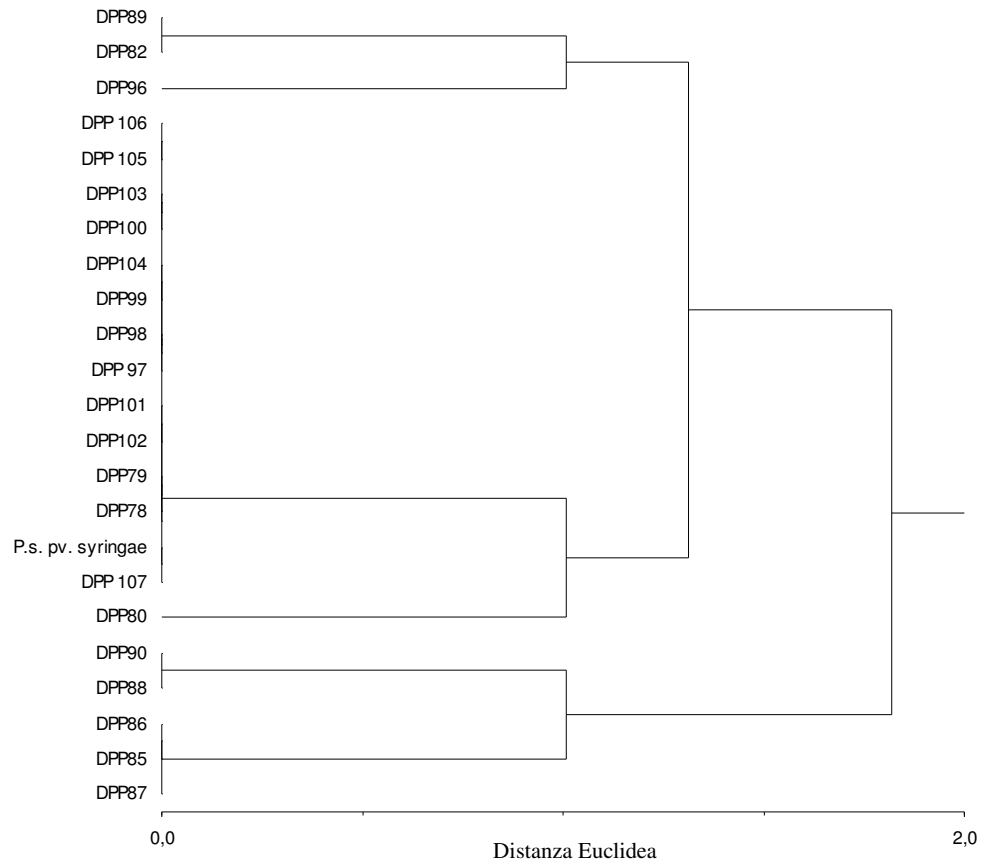 DPP89
DPP82
DPP96
DPP 106
DPP 105
DPP103
DPP100
DPP104
DPP99
DPP98
DPP 97
DPP101
DPP102
DPP79
DPP78
P.s. pv. syringae
DPP 107
DPP80
DPP90
DPP88
DPP86
DPP85
DPP87
0,0 2,0
Distanza Euclidea